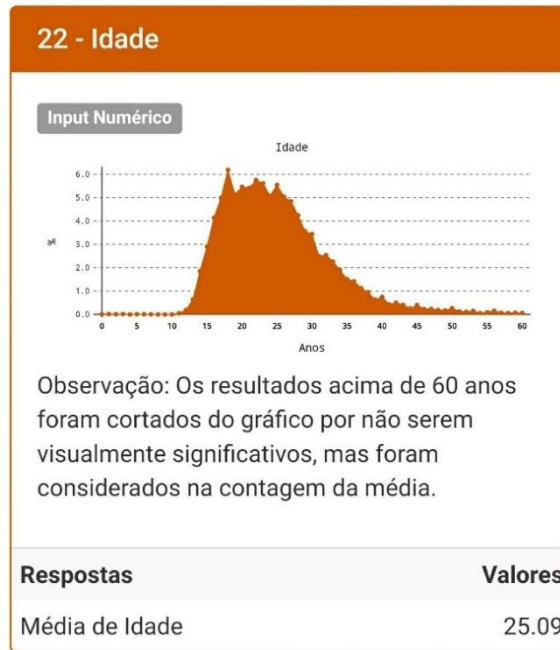 22 - Idade
Input Numérico
Idade
6.0
5.0
4.0
3.0
2.0
1.0
0.0
%
0 5 10 15 20 25 30 35 40 45 50 55 60
Anos
Observação: Os resultados acima de 60 anos
foram cortados do gráfico por não serem
visualmente significativos, mas foram
considerados na contagem da média.
Respostas Valores
Média de Idade 25.09